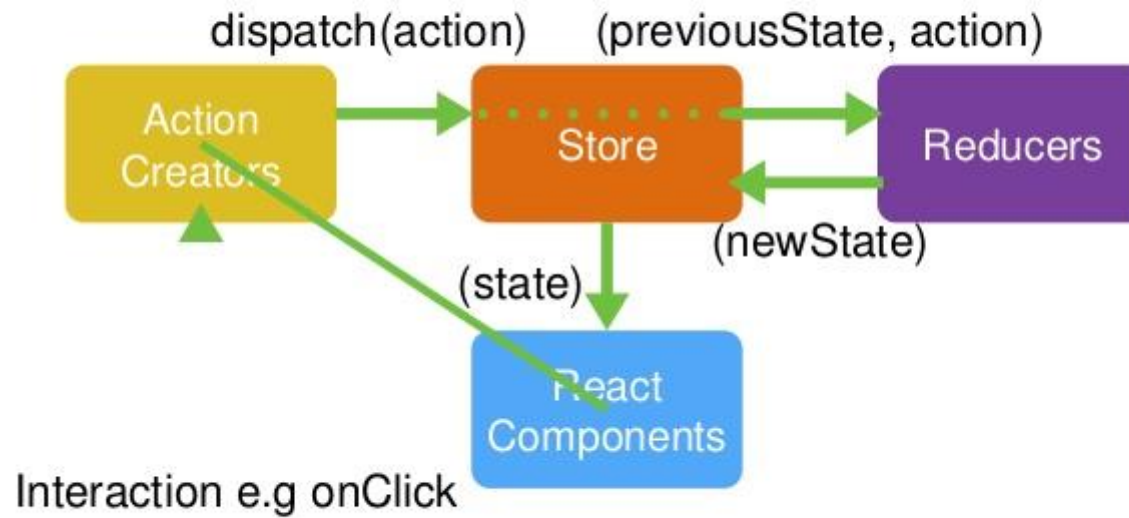 dispatch(action)
(previousState, action)
Action
Creators
Store
Reducers
(newState)
(state)
React
Components
Interaction e.g onClick